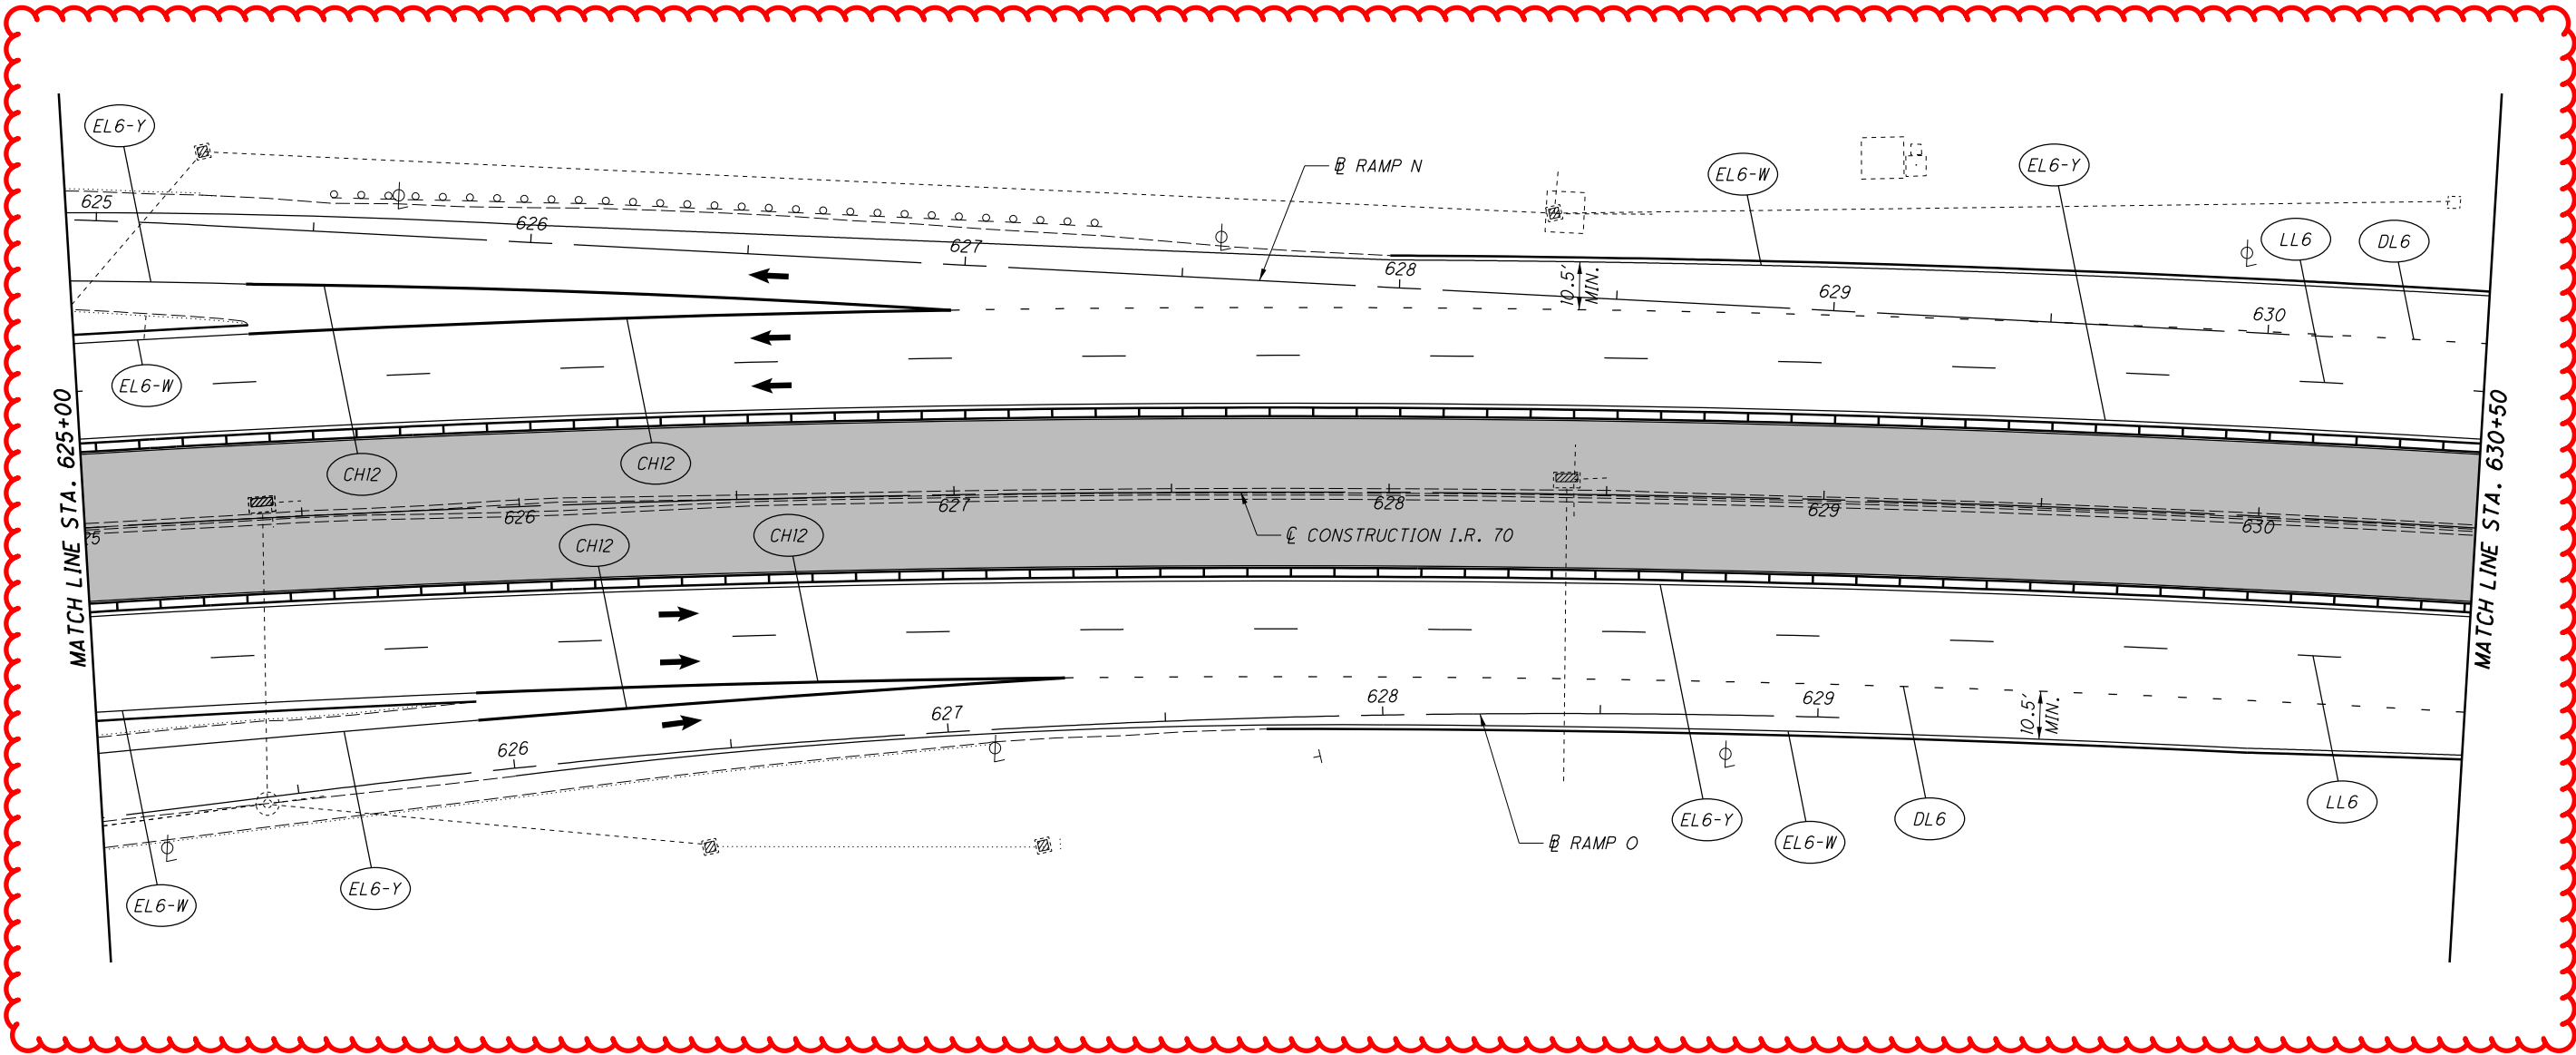 EL6-Y
℄ RAMP N
EL6-W
EL6-Y
625
626
627
628
629
630
LL6
DL6
10.5'
MIN.
EL6-W
CH12
CH12
MATCH LINE STA. 625+00
MATCH LINE STA. 630+50
25
626
627
628
629
630
℄ CONSTRUCTION I.R. 70
CH12
CH12
626
627
628
629
10.5'
MIN.
EL6-W
EL6-Y
RAMP O
EL6-Y
EL6-W
DL6
LL6